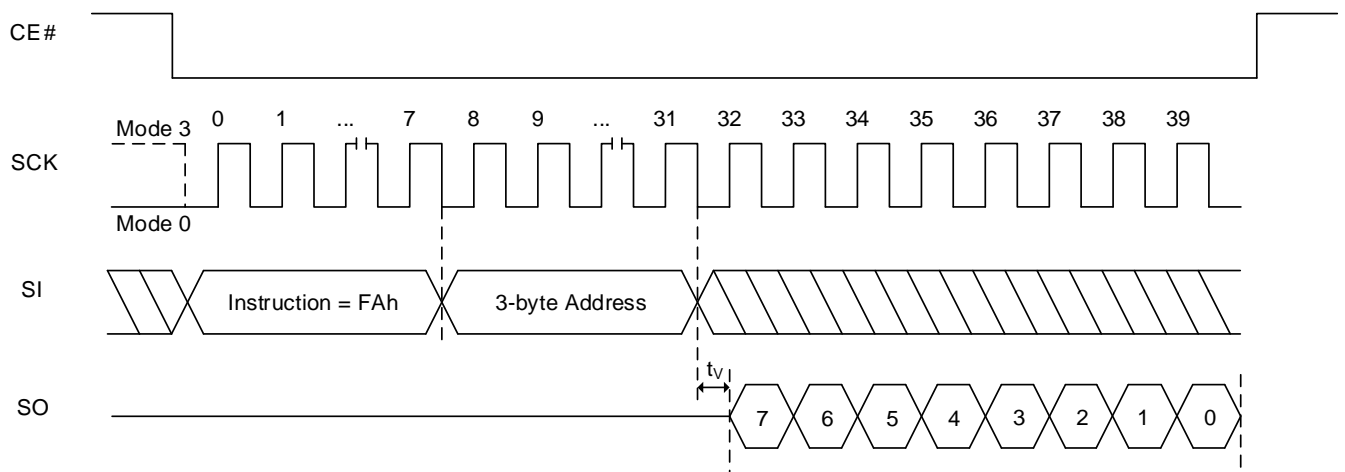 CE#
Mode 3 0 1 ... 7 8 9 ... 31 32 33 34 35 36 37 38 39
SCK
Mode 0
SI Instruction = FAh 3-byte Address
tV
SO 7 6 5 4 3 2 1 0